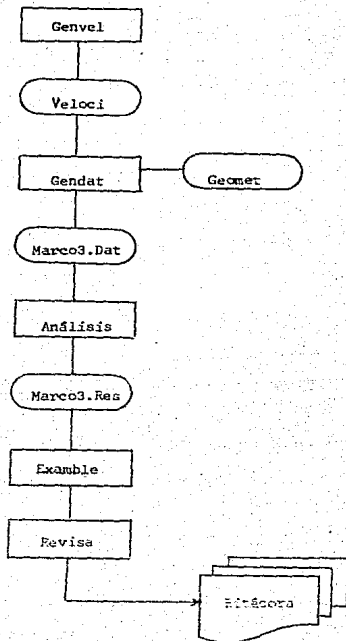 Genvel
Veloci
Gendat
Geomet
Marco3.Dat
Análisis
Marco3.Res
Examble
Revisa
Bitácora